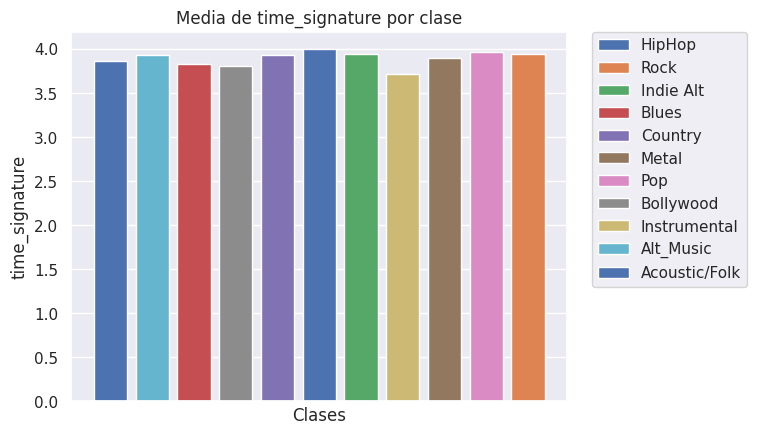 Media de time_signature por clase
time_signature
4.0
3.5
3.0
2.5
2.0
1.5
1.0
0.5
0.0
Clases
HipHop
Rock
Indie Alt
Blues
Country
Metal
Pop
Bollywood
Instrumental
Alt_Music
Acoustic/Folk